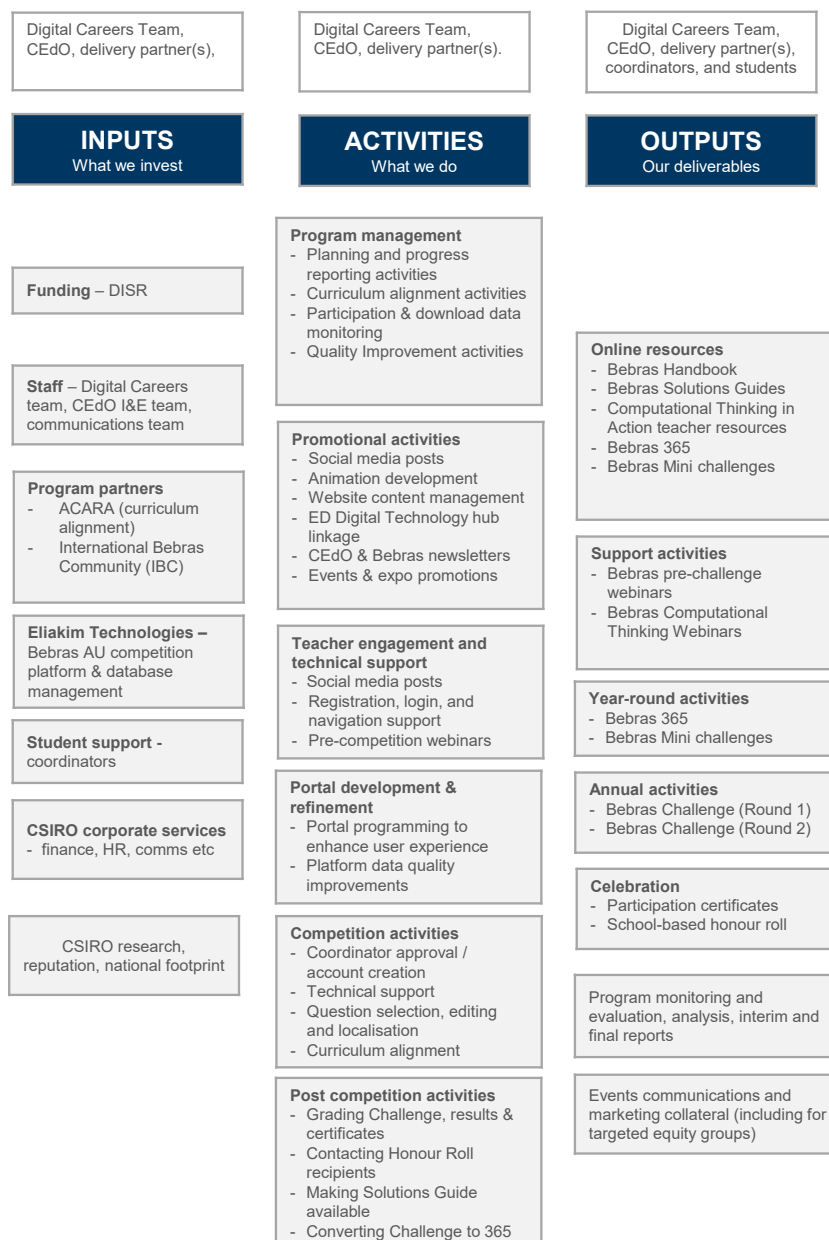 Digital Careers Team,
CEdO, delivery partner(s),
INPUTS
What we invest
Funding – DISR
Staff – Digital Careers
team, CEdO I&E team,
communications team
Program partners
- ACARA (curriculum
alignment)
- International Bebras
Community (IBC)
Eliakim Technologies –
Bebras AU competition
platform & database
management
Student support -
coordinators
CSIRO corporate services
- finance, HR, comms etc
CSIRO research,
reputation, national footprint
Digital Careers Team,
CEdO, delivery partner(s).
ACTIVITIES
What we do
Program management
- Planning and progress
reporting activities
- Curriculum alignment activities
- Participation & download data
monitoring
- Quality Improvement activities
Promotional activities
- Social media posts
- Animation development
- Website content management
- ED Digital Technology hub
linkage
- CEdO & Bebras newsletters
- Events & expo promotions
Teacher engagement and
technical support
- Social media posts
- Registration, login, and
navigation support
- Pre-competition webinars
Portal development &
refinement
- Portal programming to
enhance user experience
- Platform data quality
improvements
Competition activities
- Coordinator approval /
account creation
- Technical support
- Question selection, editing
and localisation
- Curriculum alignment
Post competition activities
- Grading Challenge, results &
certificates
- Contacting Honour Roll
recipients
- Making Solutions Guide
available
- Converting Challenge to 365
Digital Careers Team,
CEdO, delivery partner(s),
coordinators, and students
OUTPUTS
Our deliverables
Online resources
- Bebras Handbook
- Bebras Solutions Guides
- Computational Thinking in
Action teacher resources
- Bebras 365
- Bebras Mini challenges
Support activities
- Bebras pre-challenge
webinars
- Bebras Computational
Thinking Webinars
Year-round activities
- Bebras 365
- Bebras Mini challenges
Annual activities
- Bebras Challenge (Round 1)
- Bebras Challenge (Round 2)
Celebration
- Participation certificates
- School-based honour roll
Program monitoring and
evaluation, analysis, interim and
final reports
Events communications and
marketing collateral (including for
targeted equity groups)